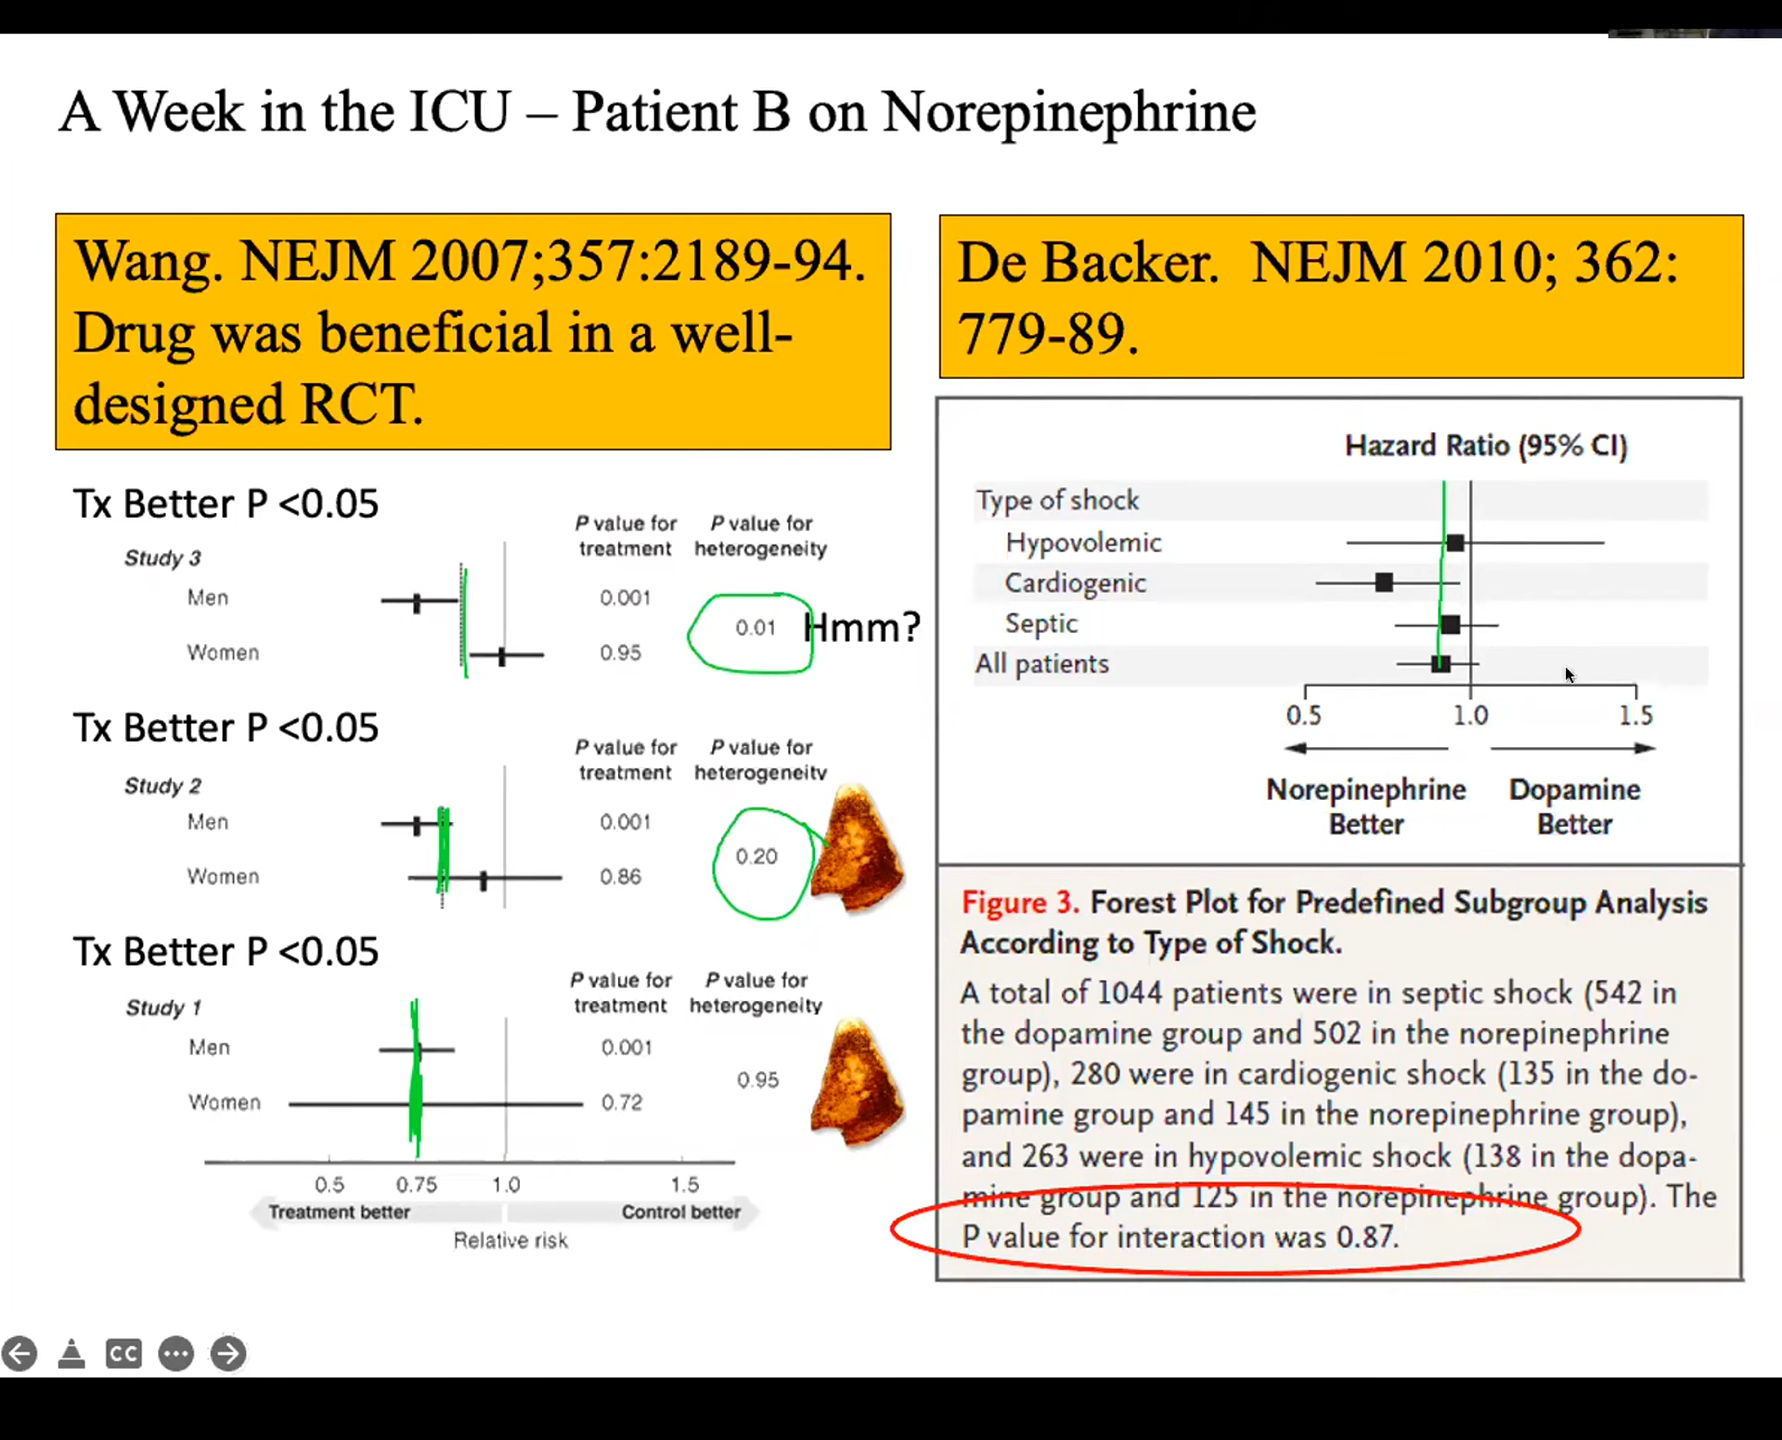 A Week in the ICU – Patient B on Norepinephrine
Wang. NEJM 2007;357:2189-94.
Drug was beneficial in a well-
designed RCT.
Tx Better P <0.05
P value for treatment P value for heterogeneity
Study 3
Men 0.001
0.01 Hmm?
Women 0.95
Tx Better P <0.05
P value for treatment P value for heterogeneity
Study 2
Men 0.001
0.20
Women 0.86
Tx Better P <0.05
P value for treatment P value for heterogeneity
Study 1
Men 0.001
0.95
Women 0.72
0.5 0.75 1.0 1.5
Treatment better Control better
Relative risk
De Backer. NEJM 2010; 362:
779-89.
Hazard Ratio (95% CI)
Type of shock
Hypovolemic
Cardiogenic
Septic
All patients
0.5 1.0 1.5
Norepinephrine Better Dopamine Better
Figure 3. Forest Plot for Predefined Subgroup Analysis
According to Type of Shock.
A total of 1044 patients were in septic shock (542 in
the dopamine group and 502 in the norepinephrine
group), 280 were in cardiogenic shock (135 in the do-
pamine group and 145 in the norepinephrine group),
and 263 were in hypovolemic shock (138 in the dopa-
mine group and 125 in the norepinephrine group). The
P value for interaction was 0.87.
CC